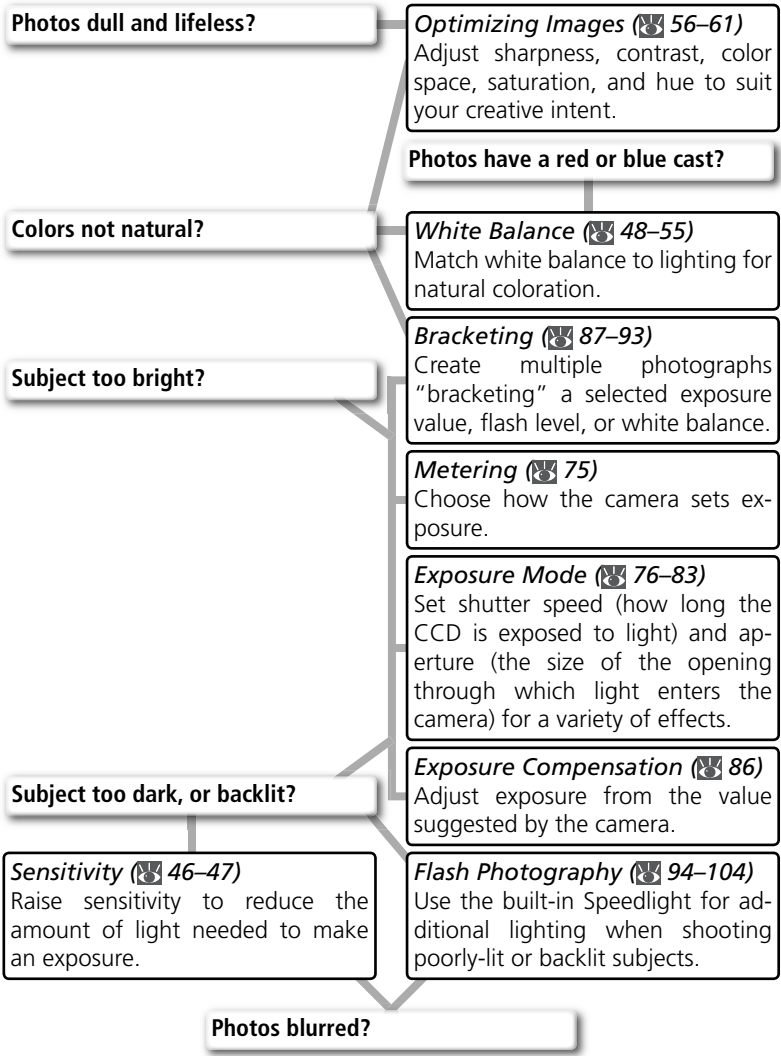 Photos dull and lifeless?
Optimizing Images (56–61)
Adjust sharpness, contrast, color
space, saturation, and hue to suit
your creative intent.
Photos have a red or blue cast?
Colors not natural?
White Balance (48–55)
Match white balance to lighting for
natural coloration.
Bracketing (87–93)
Create multiple photographs
“bracketing” a selected exposure
value, flash level, or white balance.
Subject too bright?
Metering (75)
Choose how the camera sets ex-
posure.
Exposure Mode (76–83)
Set shutter speed (how long the
CCD is exposed to light) and ap-
erture (the size of the opening
through which light enters the
camera) for a variety of effects.
Exposure Compensation (86)
Adjust exposure from the value
suggested by the camera.
Subject too dark, or backlit?
Sensitivity (46–47)
Raise sensitivity to reduce the
amount of light needed to make
an exposure.
Flash Photography (94–104)
Use the built-in Speedlight for ad-
ditional lighting when shooting
poorly-lit or backlit subjects.
Photos blurred?